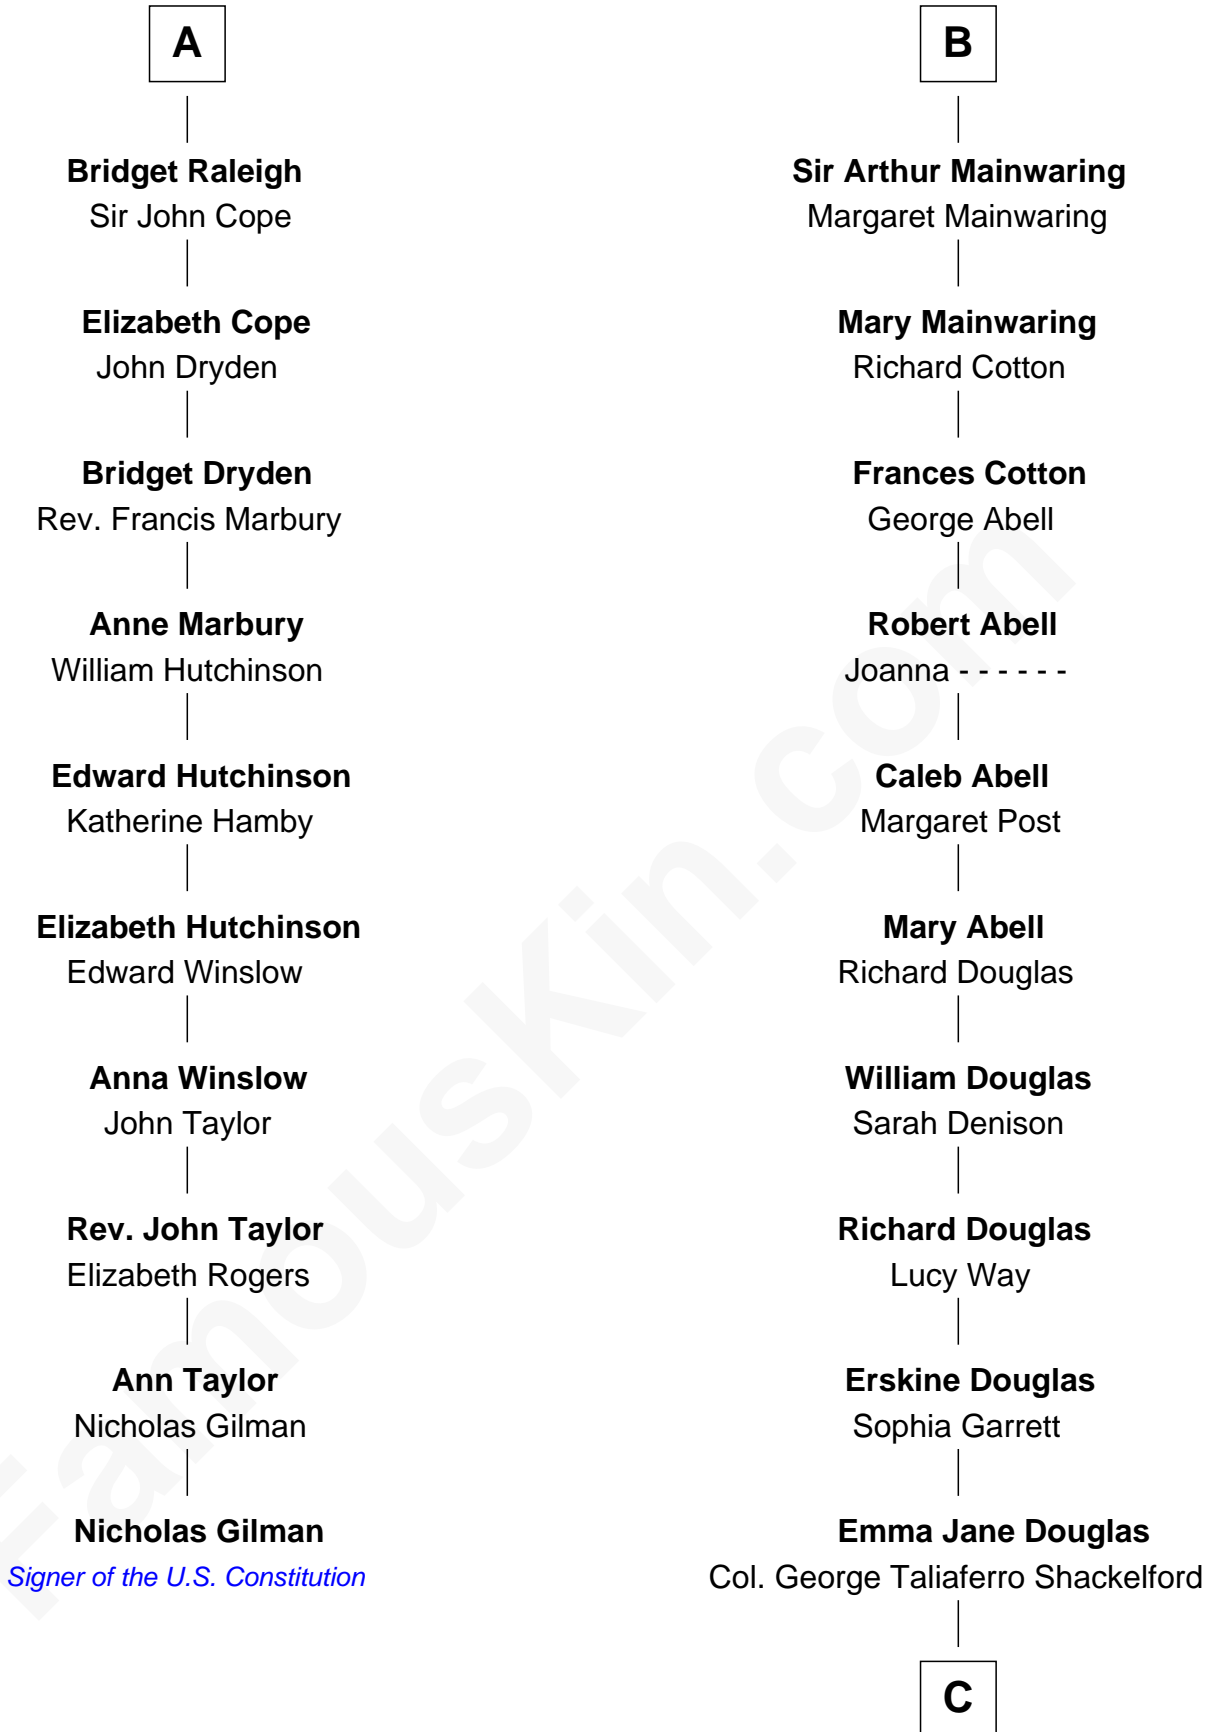 A
Bridget Raleigh
Sir John Cope
Elizabeth Cope
John Dryden
Bridget Dryden
Rev. Francis Marbury
Anne Marbury
William Hutchinson
Edward Hutchinson
Katherine Hamby
Elizabeth Hutchinson
Edward Winslow
Anna Winslow
John Taylor
Rev. John Taylor
Elizabeth Rogers
Ann Taylor
Nicholas Gilman
Nicholas Gilman
Signer of the U.S. Constitution
B
Sir Arthur Mainwaring
Margaret Mainwaring
Mary Mainwaring
Richard Cotton
Frances Cotton
George Abell
Robert Abell
Joanna - - - - - -
Caleb Abell
Margaret Post
Mary Abell
Richard Douglas
William Douglas
Sarah Denison
Richard Douglas
Lucy Way
Erskine Douglas
Sophia Garrett
Emma Jane Douglas
Col. George Taliaferro Shackelford
C
FamousKin.com